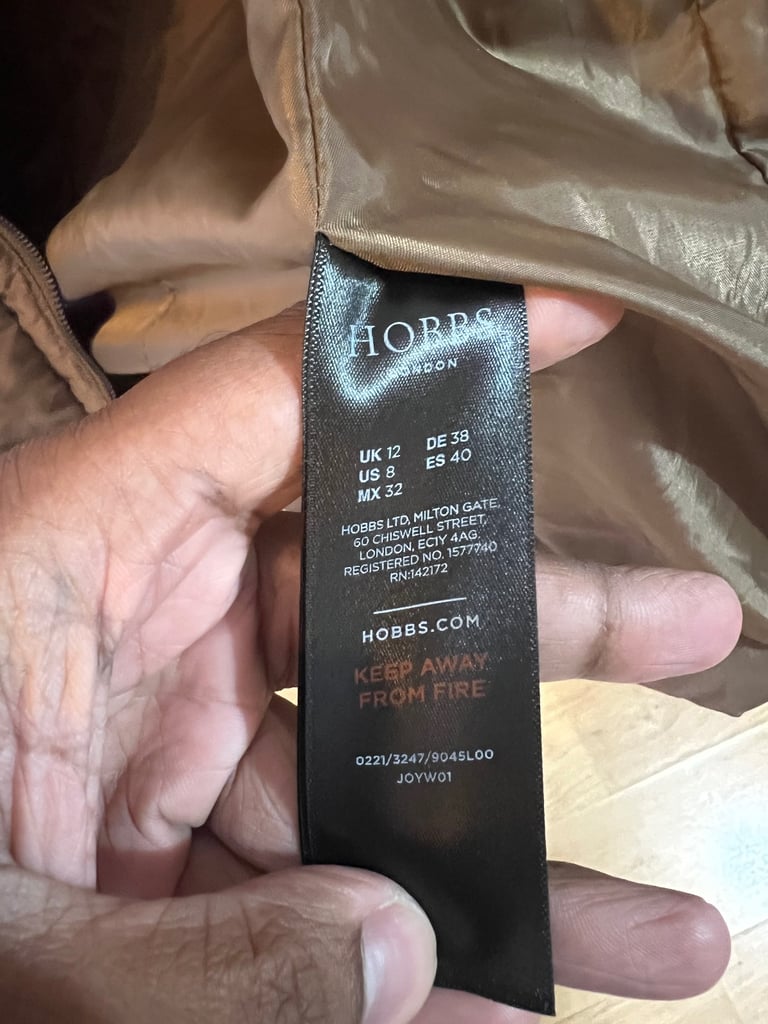 HOBBS
LONDON
UK 12 DE 38
US 8 ES 40
MX 32
HOBBS LTD, MILTON GATE,
60 CHISWELL STREET,
LONDON, EC1Y 4AG.
REGISTERED NO. 1577740
RN:142172
HOBBS.COM
KEEP AWAY
FROM FIRE
0221/3247/9045L00
JOYW01